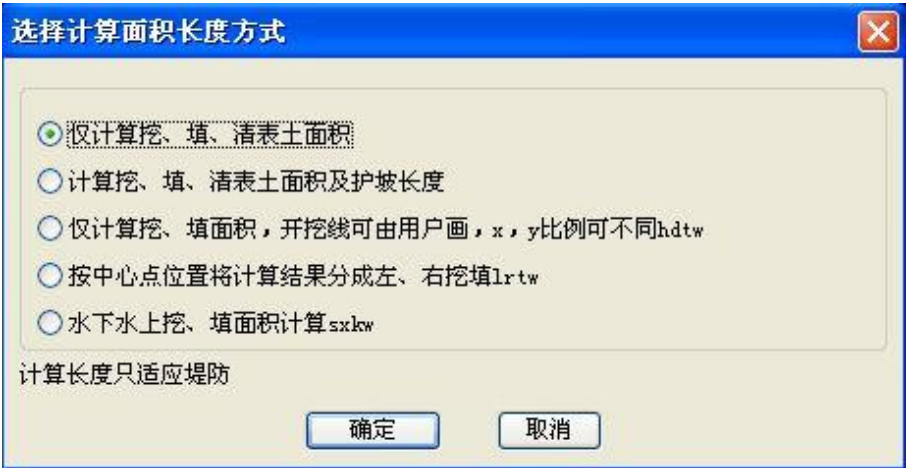 选择计算面积长度方式
仅计算挖、填、清表土面积
计算挖、填、清表土面积及护坡长度
仅计算挖、填面积，开挖线可由用户画，x，y比例可不同hdtw
按中心点位置将计算结果分成左、右挖填lrtw
水下水上挖、填面积计算sxkw
计算长度只适应堤防
确定
取消